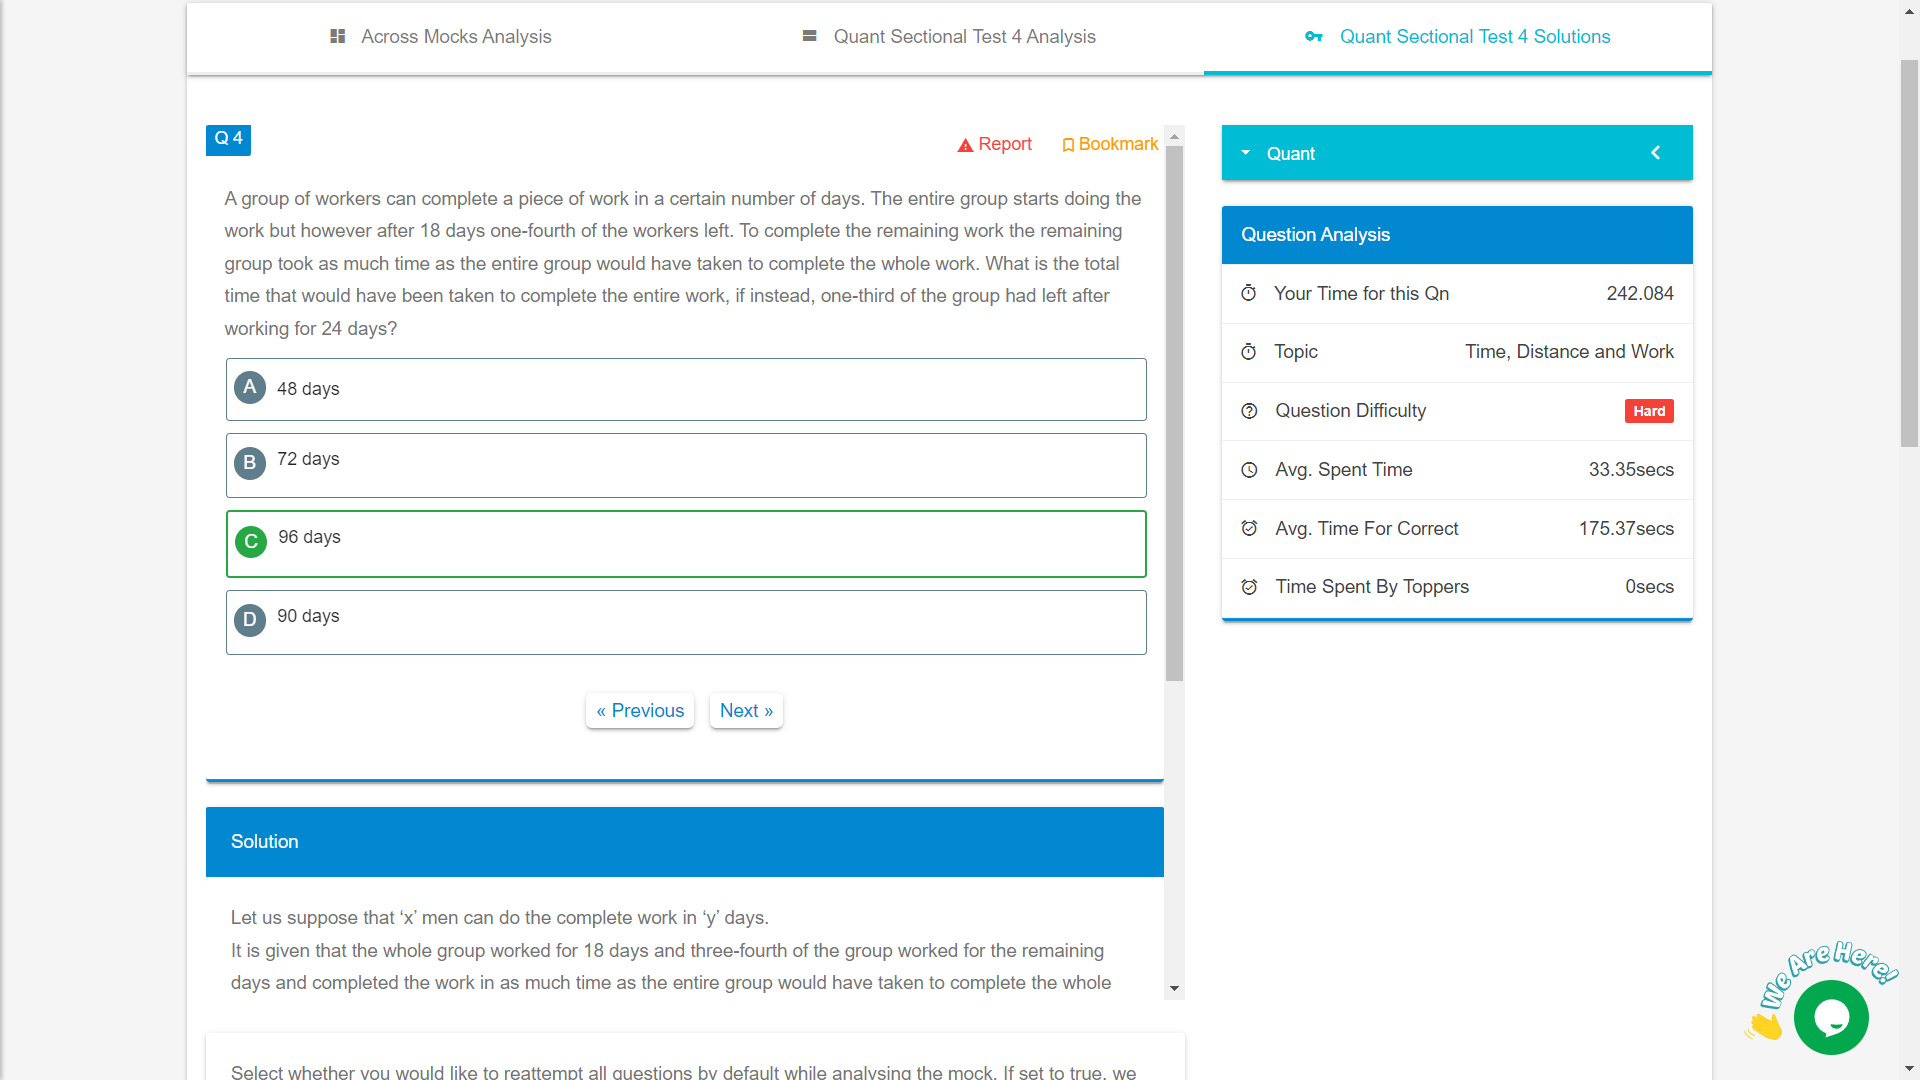 Across Mocks Analysis
Quant Sectional Test 4 Analysis
Quant Sectional Test 4 Solutions
Q 4
Report
Bookmark
A group of workers can complete a piece of work in a certain number of days. The entire group starts doing the
work but however after 18 days one-fourth of the workers left. To complete the remaining work the remaining
group took as much time as the entire group would have taken to complete the whole work. What is the total
time that would have been taken to complete the entire work, if instead, one-third of the group had left after
working for 24 days?
A 48 days
B 72 days
C 96 days
D 90 days
« Previous
Next »
Solution
Let us suppose that ‘x’ men can do the complete work in ‘y’ days.
It is given that the whole group worked for 18 days and three-fourth of the group worked for the remaining
days and completed the work in as much time as the entire group would have taken to complete the whole
Select whether you would like to reattempt all questions by default while analysing the mock. If set to true, we
Quant
Question Analysis
Your Time for this Qn 242.084
Topic Time, Distance and Work
Question Difficulty Hard
Avg. Spent Time 33.35secs
Avg. Time For Correct 175.37secs
Time Spent By Toppers 0secs
We Are Here!